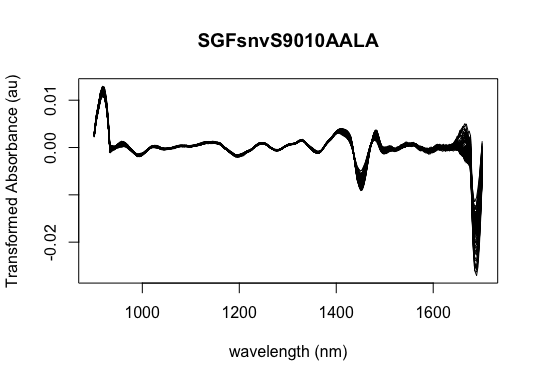 SGFsnvS9010AALA
Transformed Absorbance (au)
0.01
0.00
-0.02
1000 1200 1400 1600
wavelength (nm)